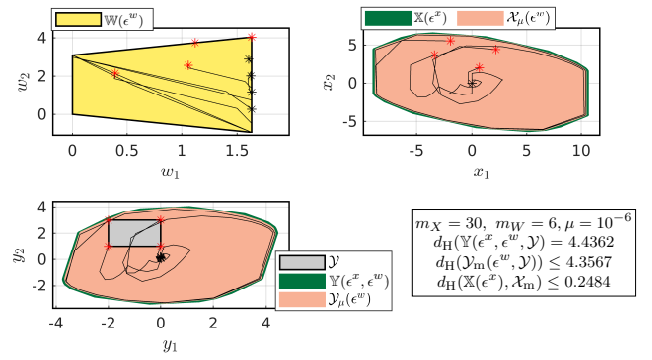 𝕎(ϵ^w)
4
2
0
w_2
0 0.5 1 1.5
w_1
𝕏(ϵ^x) 𝒳_μ(ϵ^w)
5
0
-5
x_2
-5 0 5 10
x_1
4
2
0
-2
y_2
-4 -2 0 2 4
y_1
𝒴
𝕐(ϵ^x, ϵ^w)
𝒴_μ(ϵ^w)
m_X = 30, m_W = 6, μ = 10^{-6}
d_H(𝕐(ϵ^x, ϵ^w, 𝒴) = 4.4362
d_H(𝒴_m(ϵ^w, 𝒴)) ≤ 4.3567
d_H(𝕏(ϵ^x), 𝒳_m) ≤ 0.2484